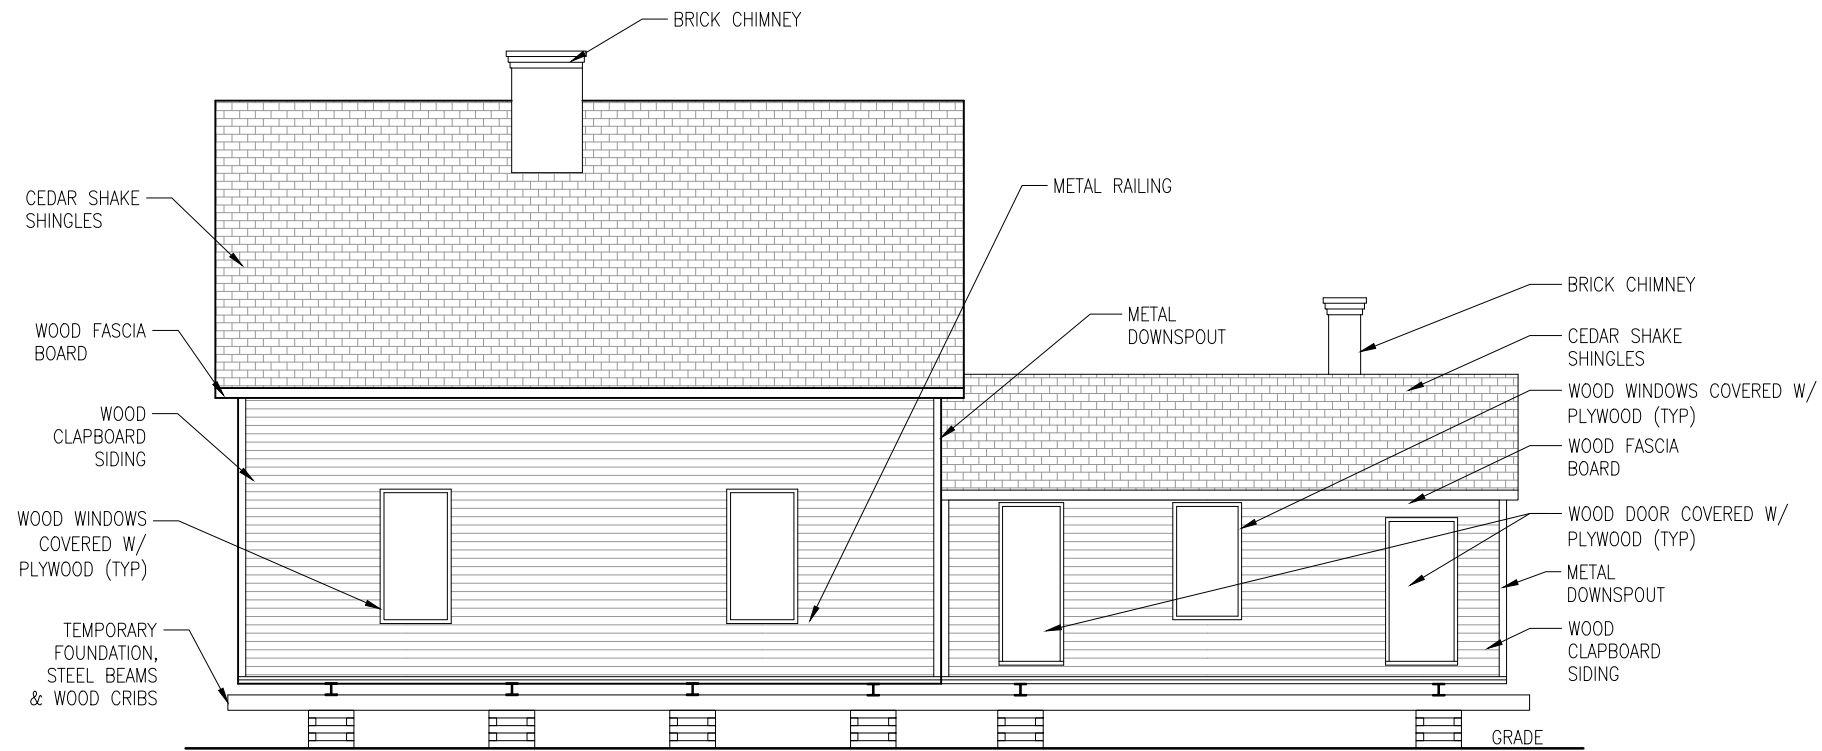 BRICK CHIMNEY
CEDAR SHAKE
SHINGLES
METAL RAILING
WOOD FASCIA
BOARD
METAL
DOWNSPOUT
BRICK CHIMNEY
CEDAR SHAKE
SHINGLES
WOOD WINDOWS COVERED W/
PLYWOOD (TYP)
WOOD
CLAPBOARD
SIDING
WOOD FASCIA
BOARD
WOOD WINDOWS
COVERED W/
PLYWOOD (TYP)
WOOD DOOR COVERED W/
PLYWOOD (TYP)
METAL
DOWNSPOUT
TEMPORARY
FOUNDATION,
STEEL BEAMS
& WOOD CRIBS
WOOD
CLAPBOARD
SIDING
GRADE